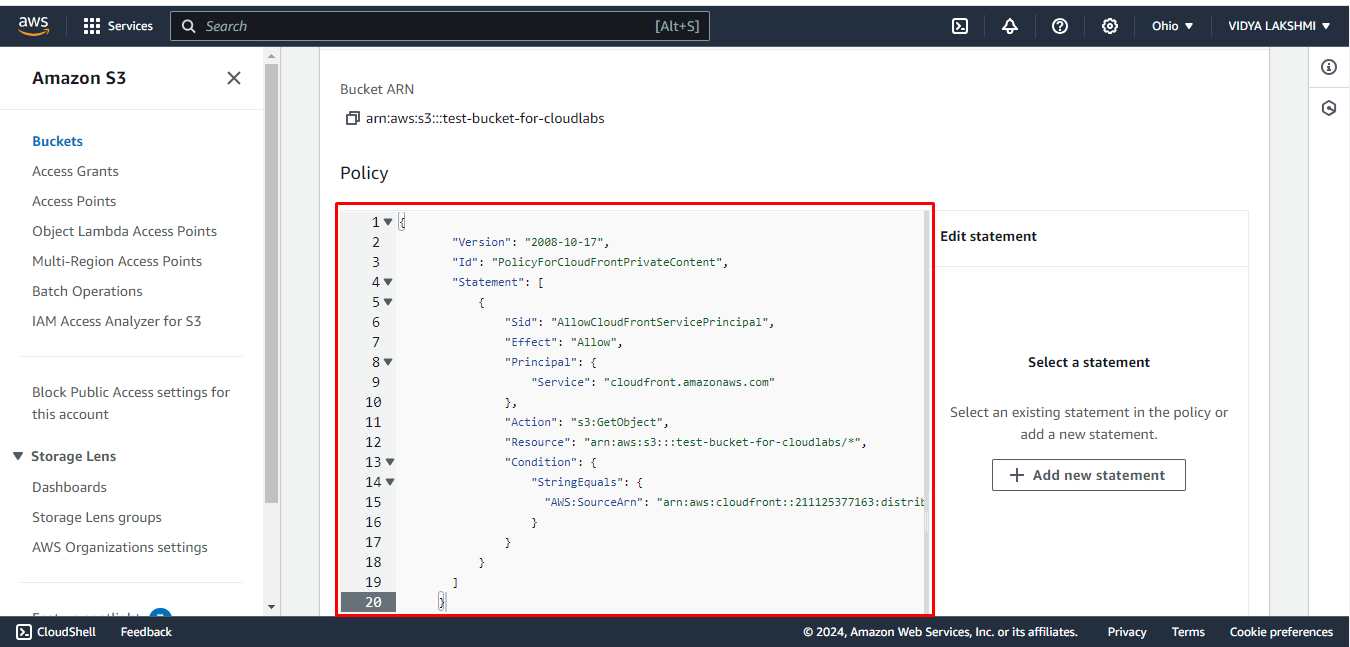 aws
Services
Search
[Alt+S]
Ohio
VIDYA LAKSHMI
Amazon S3
Buckets
Access Grants
Access Points
Object Lambda Access Points
Multi-Region Access Points
Batch Operations
IAM Access Analyzer for S3
Block Public Access settings for
this account
Storage Lens
Dashboards
Storage Lens groups
AWS Organizations settings
Bucket ARN
arn:aws:s3:::test-bucket-for-cloudlabs
Policy
1 {
2 "Version": "2008-10-17",
3 "Id": "PolicyForCloudFrontPrivateContent",
4 "Statement": [
5 {
6 "Sid": "AllowCloudFrontServicePrincipal",
7 "Effect": "Allow",
8 "Principal": {
9 "Service": "cloudfront.amazonaws.com"
10 },
11 "Action": "s3:GetObject",
12 "Resource": "arn:aws:s3:::test-bucket-for-cloudlabs/*",
13 "Condition": {
14 "StringEquals": {
15 "AWS:SourceArn": "arn:aws:cloudfront::211125377163:distrib
16 }
17 }
18 }
19 ]
20 }
Edit statement
Select a statement
Select an existing statement in the policy or
add a new statement.
+ Add new statement
CloudShell
Feedback
© 2024, Amazon Web Services, Inc. or its affiliates.
Privacy
Terms
Cookie preferences